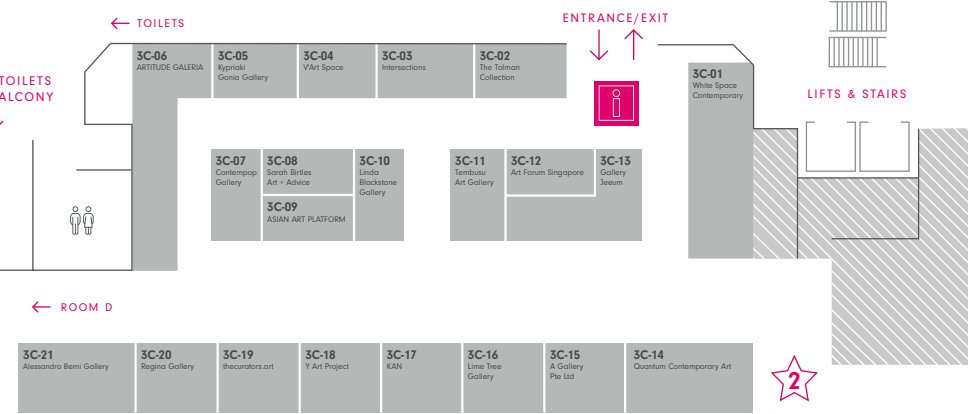 TOILETS
ENTRANCE/EXIT
TOILETS
ALCONY
3C-06
ARTITUDE GALERIA
3C-05
Kypriaki
Gonia Gallery
3C-04
V'Art Space
3C-03
Intersections
3C-02
The Tolman
Collection
3C-01
White Space
Contemporary
LIFTS & STAIRS
3C-07
Contempop
Gallery
3C-08
Sarah Birtles
Art + Advice
3C-09
ASIAN ART PLATFORM
3C-10
Linda
Blackstone
Gallery
3C-11
Tembusu
Art Gallery
3C-12
Art Forum Singapore
3C-13
Gallery
Jeeum
ROOM D
3C-21
Alessandro Berni Gallery
3C-20
Regina Gallery
3C-19
thecurators.art
3C-18
Y Art Project
3C-17
KAN
3C-16
Lime Tree
Gallery
3C-15
A Gallery
Pte Ltd
3C-14
Quantum Contemporary Art
2